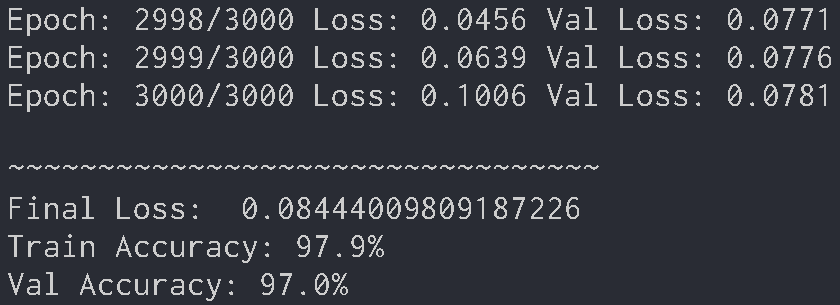 Epoch: 2998/3000 Loss: 0.0456 Val Loss: 0.0771
Epoch: 2999/3000 Loss: 0.0639 Val Loss: 0.0776
Epoch: 3000/3000 Loss: 0.1006 Val Loss: 0.0781
~~~~~~~~~~~~~~~~~~~~~~~~~~~~~~~~~
Final Loss:  0.08444009809187226
Train Accuracy: 97.9%
Val Accuracy: 97.0%